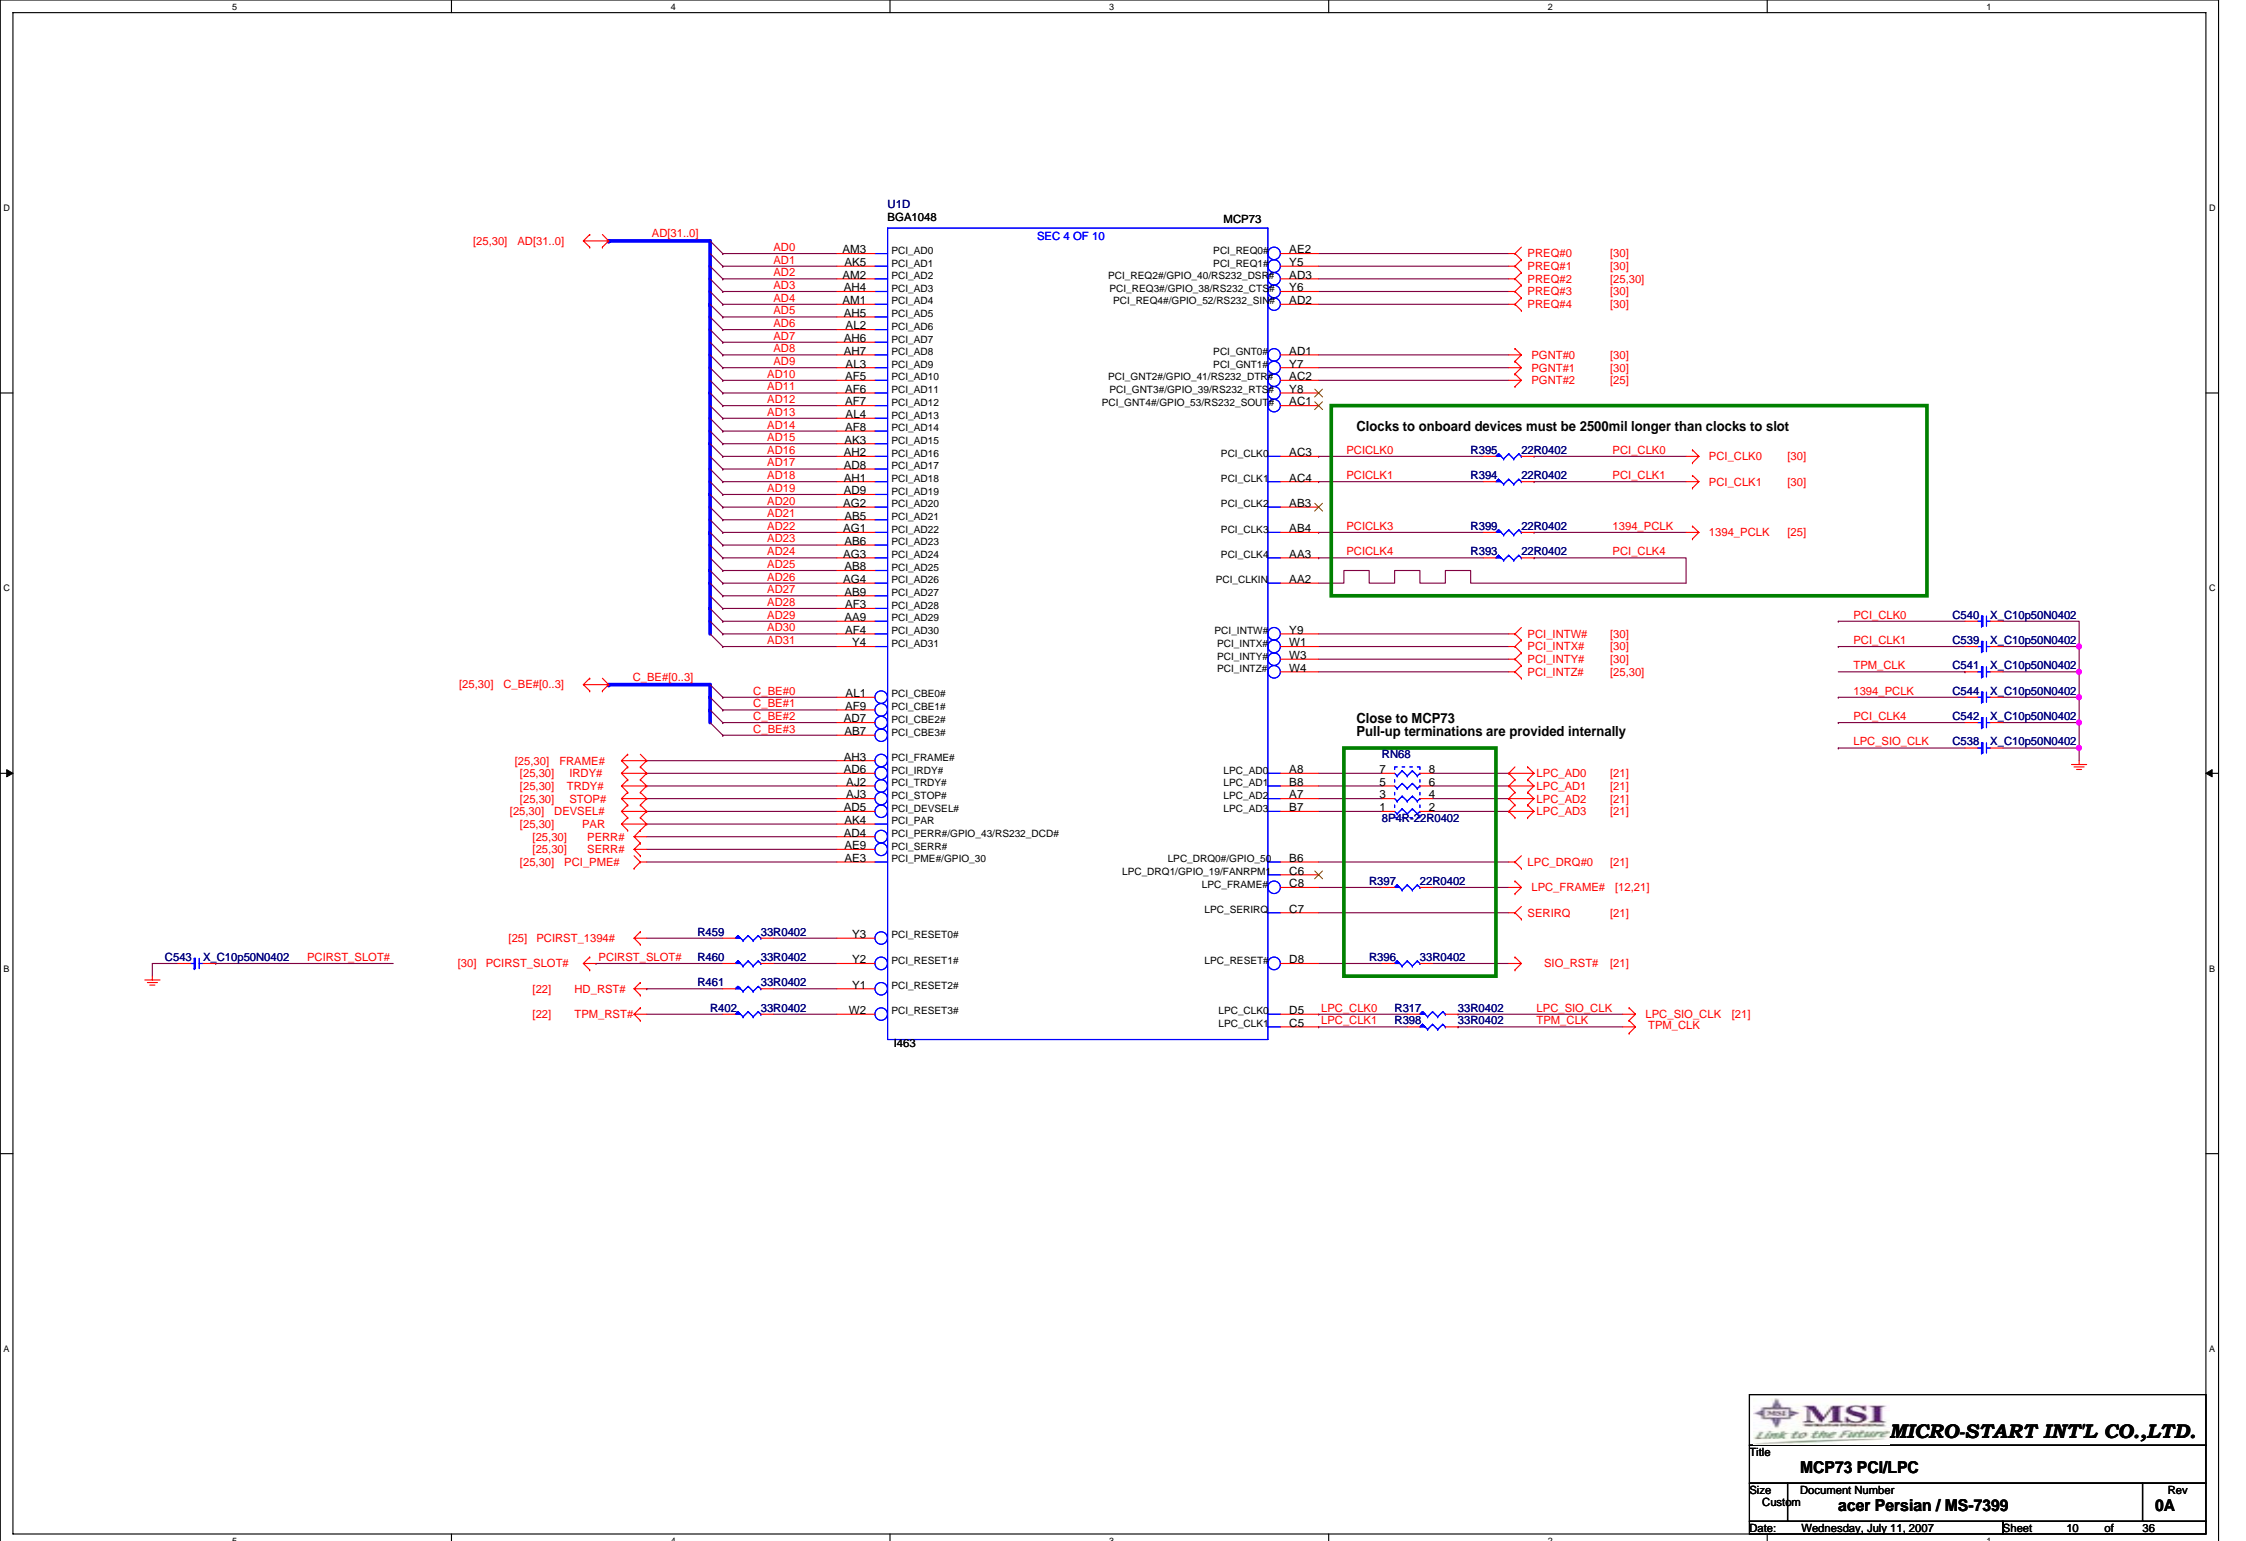 5 4 3 2 1
D D
C C
B B
A A
U1D
BGA1048
MCP73
SEC 4 OF 10
[25,30] AD[31..0] AD[31..0]
AD0 AM3 PCI_AD0
AD1 AK5 PCI_AD1
AD2 AM2 PCI_AD2
AD3 AH4 PCI_AD3
AD4 AM1 PCI_AD4
AD5 AH5 PCI_AD5
AD6 AL2 PCI_AD6
AD7 AH6 PCI_AD7
AD8 AH7 PCI_AD8
AD9 AL3 PCI_AD9
AD10 AF5 PCI_AD10
AD11 AF6 PCI_AD11
AD12 AF7 PCI_AD12
AD13 AL4 PCI_AD13
AD14 AF8 PCI_AD14
AD15 AK3 PCI_AD15
AD16 AH2 PCI_AD16
AD17 AD8 PCI_AD17
AD18 AH1 PCI_AD18
AD19 AD9 PCI_AD19
AD20 AG2 PCI_AD20
AD21 AB5 PCI_AD21
AD22 AG1 PCI_AD22
AD23 AB6 PCI_AD23
AD24 AG3 PCI_AD24
AD25 AB8 PCI_AD25
AD26 AG4 PCI_AD26
AD27 AB9 PCI_AD27
AD28 AF3 PCI_AD28
AD29 AA9 PCI_AD29
AD30 AF4 PCI_AD30
AD31 Y4 PCI_AD31
[25,30] C_BE#[0..3] C_BE#[0..3]
C_BE#0 AL1 PCI_CBE0#
C_BE#1 AF9 PCI_CBE1#
C_BE#2 AD7 PCI_CBE2#
C_BE#3 AB7 PCI_CBE3#
[25,30] FRAME# AH3 PCI_FRAME#
[25,30] IRDY# AD6 PCI_IRDY#
[25,30] TRDY# AJ2 PCI_TRDY#
[25,30] STOP# AJ3 PCI_STOP#
[25,30] DEVSEL# AD5 PCI_DEVSEL#
[25,30] PAR AK4 PCI_PAR
[25,30] PERR# AD4 PCI_PERR#/GPIO_43/RS232_DCD#
[25,30] SERR# AE9 PCI_SERR#
[25,30] PCI_PME# AE3 PCI_PME#/GPIO_30
[25] PCIRST_1394# R459 33R0402 Y3 PCI_RESET0#
C543 X_C10p50N0402 PCIRST_SLOT#
[30] PCIRST_SLOT# PCIRST_SLOT# R460 33R0402 Y2 PCI_RESET1#
[22] HD_RST# R461 33R0402 Y1 PCI_RESET2#
[22] TPM_RST# R402 33R0402 W2 PCI_RESET3#
I463
PCI_REQ0# AE2 PREQ#0 [30]
PCI_REQ1# Y5 PREQ#1 [30]
PCI_REQ2#/GPIO_40/RS232_DSR# AD3 PREQ#2 [25,30]
PCI_REQ3#/GPIO_38/RS232_CTS# Y6 PREQ#3 [30]
PCI_REQ4#/GPIO_52/RS232_SIN# AD2 PREQ#4 [30]
PCI_GNT0# AD1 PGNT#0 [30]
PCI_GNT1# Y7 PGNT#1 [30]
PCI_GNT2#/GPIO_41/RS232_DTR# AC2 PGNT#2 [25]
PCI_GNT3#/GPIO_39/RS232_RTS# Y8
PCI_GNT4#/GPIO_53/RS232_SOUT# AC1
Clocks to onboard devices must be 2500mil longer than clocks to slot
PCI_CLK0 AC3 PCICLK0 R395 22R0402 PCI_CLK0 PCI_CLK0 [30]
PCI_CLK1 AC4 PCICLK1 R394 22R0402 PCI_CLK1 PCI_CLK1 [30]
PCI_CLK2 AB3
PCI_CLK3 AB4 PCICLK3 R399 22R0402 1394_PCLK 1394_PCLK [25]
PCI_CLK4 AA3 PCICLK4 R393 22R0402 PCI_CLK4
PCI_CLKIN AA2
PCI_INTW# Y9 PCI_INTW# [30]
PCI_INTX# W1 PCI_INTX# [30]
PCI_INTY# W3 PCI_INTY# [30]
PCI_INTZ# W4 PCI_INTZ# [25,30]
PCI_CLK0 C540 X_C10p50N0402
PCI_CLK1 C539 X_C10p50N0402
TPM_CLK C541 X_C10p50N0402
1394_PCLK C544 X_C10p50N0402
PCI_CLK4 C542 X_C10p50N0402
LPC_SIO_CLK C538 X_C10p50N0402
Close to MCP73
Pull-up terminations are provided internally
RN68
LPC_AD0 A8 7 8 LPC_AD0 [21]
LPC_AD1 B8 5 6 LPC_AD1 [21]
LPC_AD2 A7 3 4 LPC_AD2 [21]
LPC_AD3 B7 1 2 LPC_AD3 [21]
8P4R-22R0402
LPC_DRQ0#/GPIO_50 B6 LPC_DRQ#0 [21]
LPC_DRQ1/GPIO_19/FANRPM1 C6
LPC_FRAME# C8 R397 22R0402 LPC_FRAME# [12,21]
LPC_SERIRQ C7 SERIRQ [21]
LPC_RESET# D8 R396 33R0402 SIO_RST# [21]
LPC_CLK0 D5 LPC_CLK0 R317 33R0402 LPC_SIO_CLK LPC_SIO_CLK [21]
LPC_CLK1 C5 LPC_CLK1 R398 33R0402 TPM_CLK TPM_CLK
MSI
Link to the Future MICRO-START INT'L CO.,LTD.
Title
MCP73 PCI/LPC
Size Document Number Rev
Custom acer Persian / MS-7399 0A
Date: Wednesday, July 11, 2007 Sheet 10 of 36
5 4 3 2 1